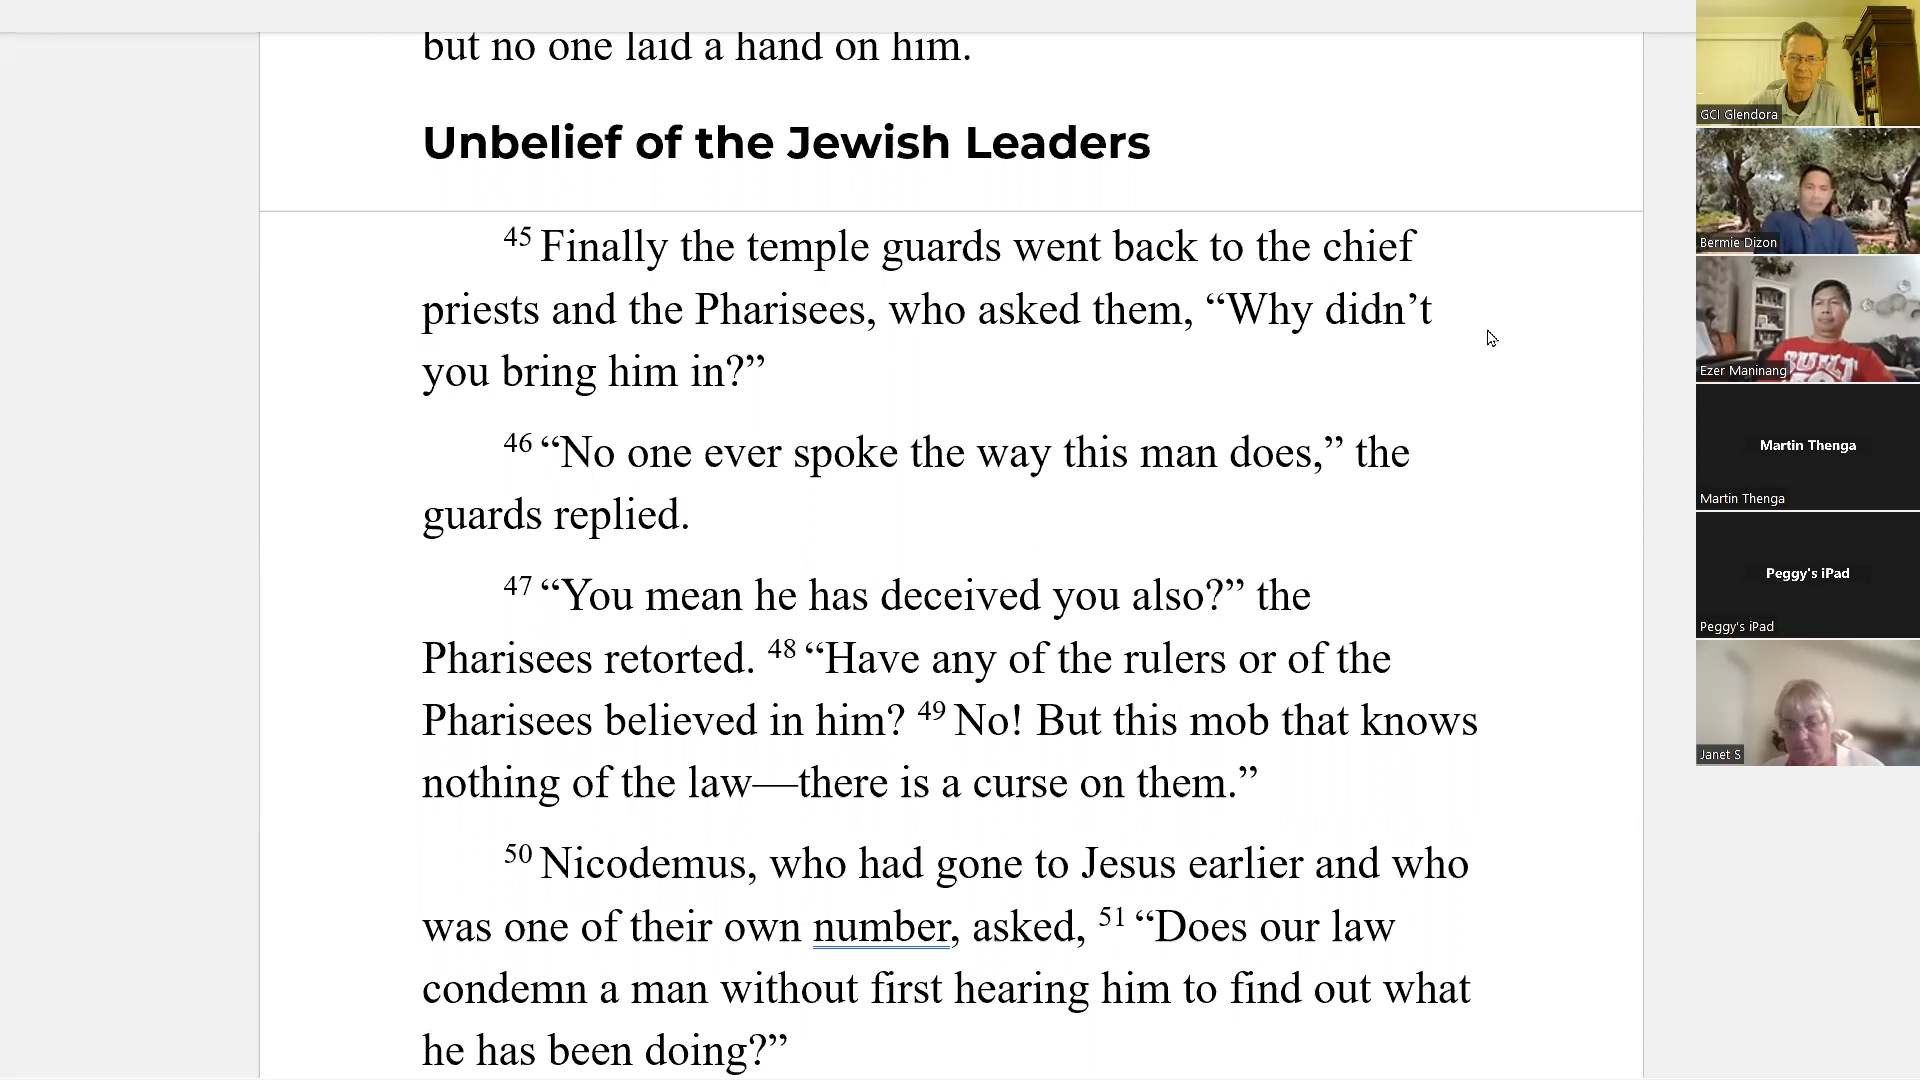 but no one laid a hand on him.
Unbelief of the Jewish Leaders
45 Finally the temple guards went back to the chief
priests and the Pharisees, who asked them, “Why didn’t
you bring him in?”
46 “No one ever spoke the way this man does,” the
guards replied.
47 “You mean he has deceived you also?” the
Pharisees retorted. 48 “Have any of the rulers or of the
Pharisees believed in him? 49 No! But this mob that knows
nothing of the law—there is a curse on them.”
50 Nicodemus, who had gone to Jesus earlier and who
was one of their own number, asked, 51 “Does our law
condemn a man without first hearing him to find out what
he has been doing?”
GCI Glendora
Bermie Dizon
BUILT
Ezer Maninang
Martin Thenga
Martin Thenga
Peggy's iPad
Peggy's iPad
Janet S